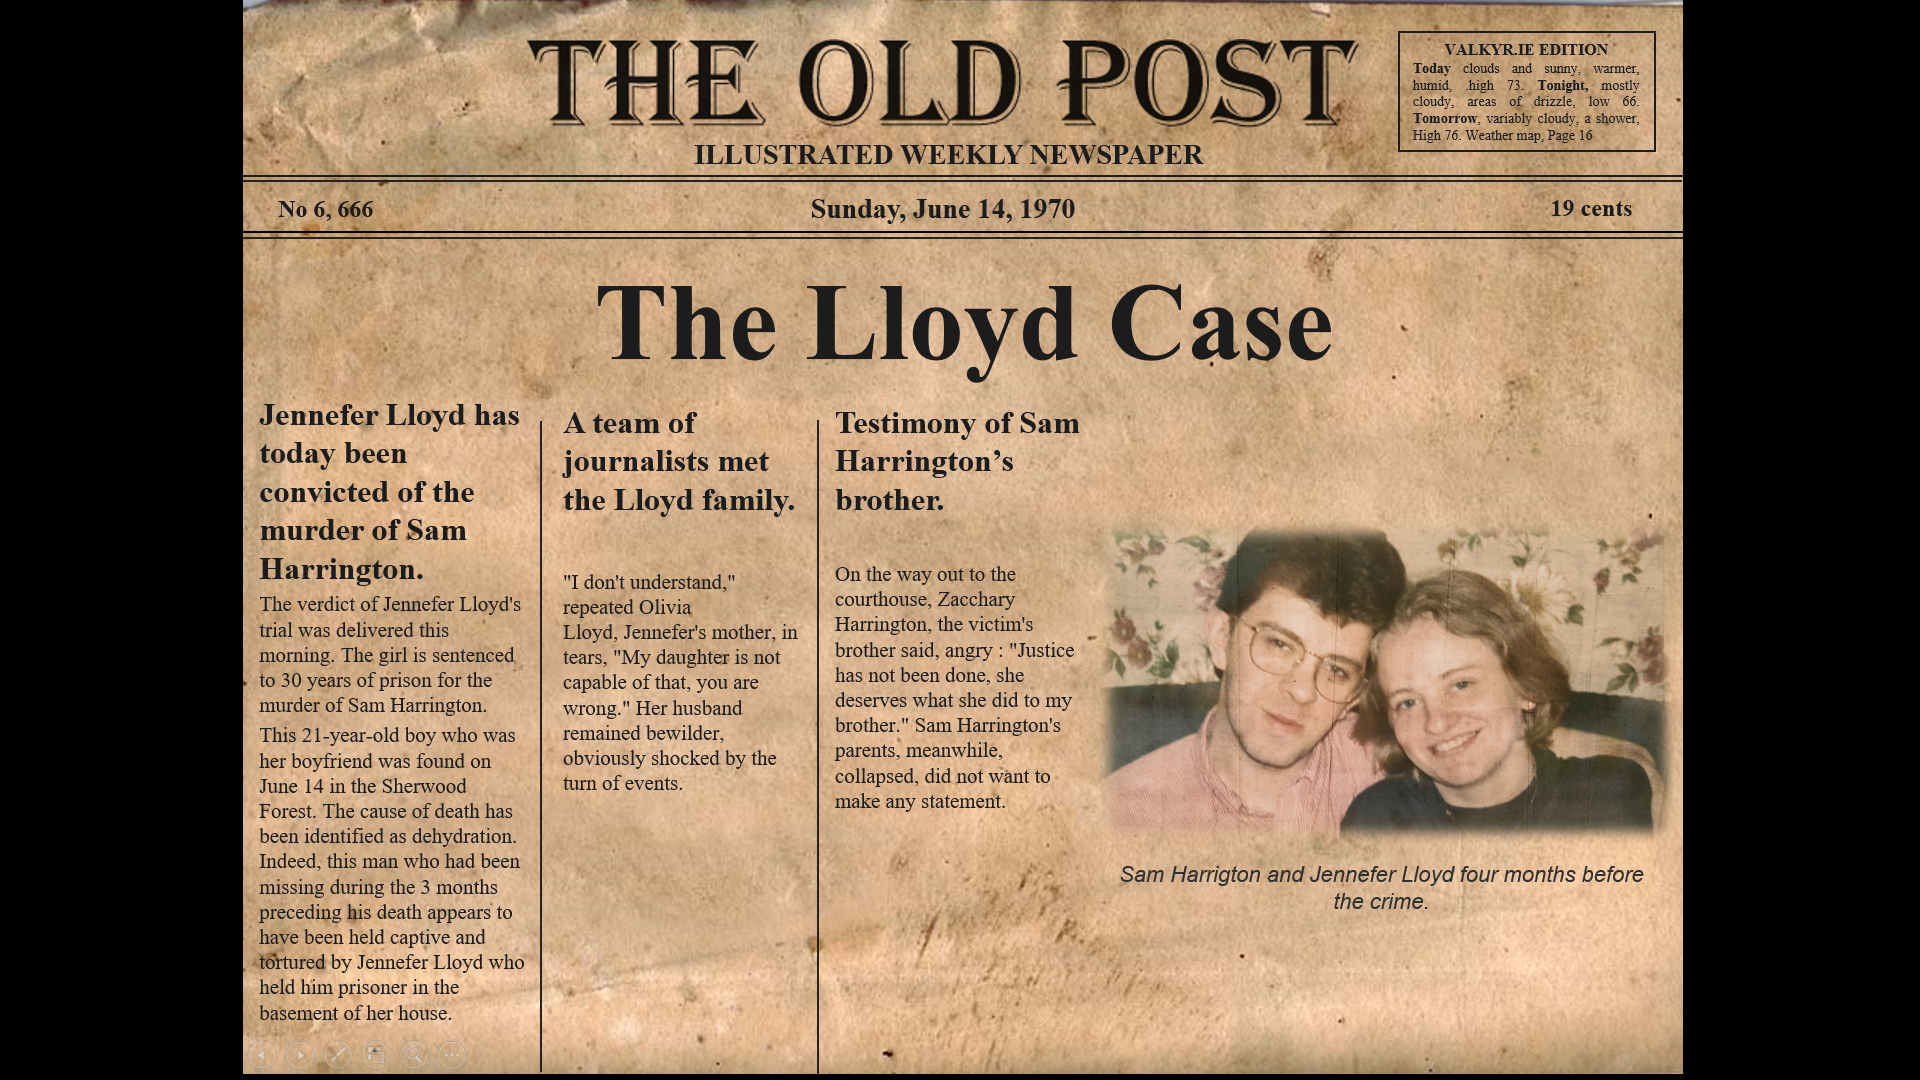 THE OLD POST
ILLUSTRATED WEEKLY NEWSPAPER
VALKYR.IE EDITION
Today clouds and sunny, warmer,
humid, .high 73. Tonight, mostly
cloudy, areas of drizzle, low 66.
Tomorrow, variably cloudy, a shower,
High 76. Weather map, Page 16
No 6, 666
Sunday, June 14, 1970
19 cents
The Lloyd Case
Jennefer Lloyd has
today been
convicted of the
murder of Sam
Harrington.
The verdict of Jennefer Lloyd's
trial was delivered this
morning. The girl is sentenced
to 30 years of prison for the
murder of Sam Harrington.
This 21-year-old boy who was
her boyfriend was found on
June 14 in the Sherwood
Forest. The cause of death has
been identified as dehydration.
Indeed, this man who had been
missing during the 3 months
preceding his death appears to
have been held captive and
tortured by Jennefer Lloyd who
held him prisoner in the
basement of her house.
A team of
journalists met
the Lloyd family.
"I don't understand,"
repeated Olivia
Lloyd, Jennefer's mother, in
tears, "My daughter is not
capable of that, you are
wrong." Her husband
remained bewilder,
obviously shocked by the
turn of events.
Testimony of Sam
Harrington’s
brother.
On the way out to the
courthouse, Zacchary
Harrington, the victim's
brother said, angry : "Justice
has not been done, she
deserves what she did to my
brother." Sam Harrington's
parents, meanwhile,
collapsed, did not want to
make any statement.
Sam Harrigton and Jennefer Lloyd four months before
the crime.